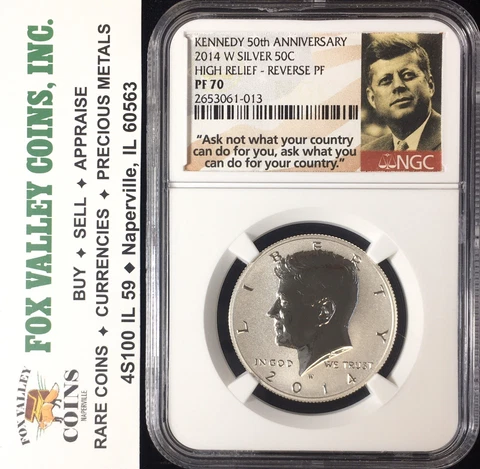 FOX VALLEY COINS, INC.
BUY ✦ SELL ✦ APPRAISE
RARE COINS ✦ CURRENCIES ✦ PRECIOUS METALS
4S100 IL 59 ◆ Naperville, IL 60563
FOX VALLEY
COINS
NAPERVILLE
KENNEDY 50th ANNIVERSARY
2014 W SILVER 50C
HIGH RELIEF - REVERSE PF
PF 70
2653061-013
"Ask not what your country
can do for you, ask what you
can do for your country."
NGC
LIBERTY
IN GOD WE TRUST
2014